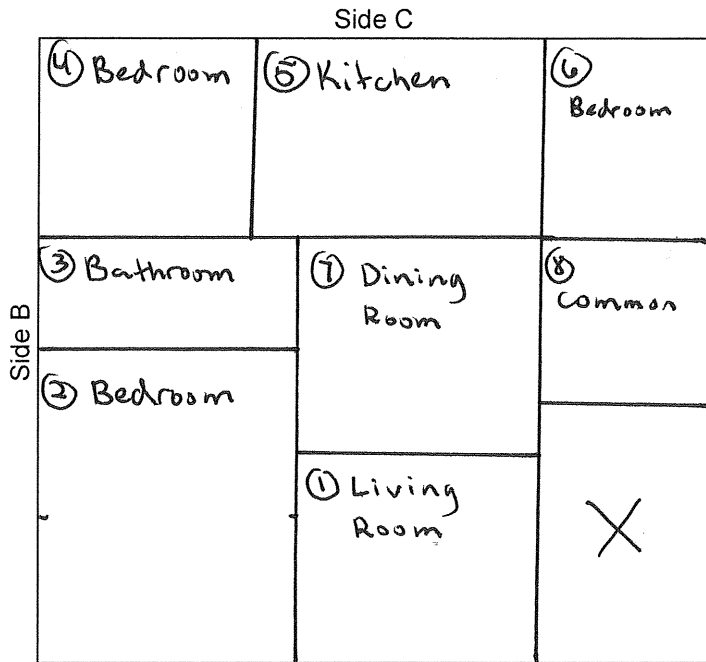 Side C
④ Bedroom
⑤ Kitchen
⑥
Bedroom
③ Bathroom
⑦ Dining
Room
⑧
Common
Side B
② Bedroom
① Living
Room
X